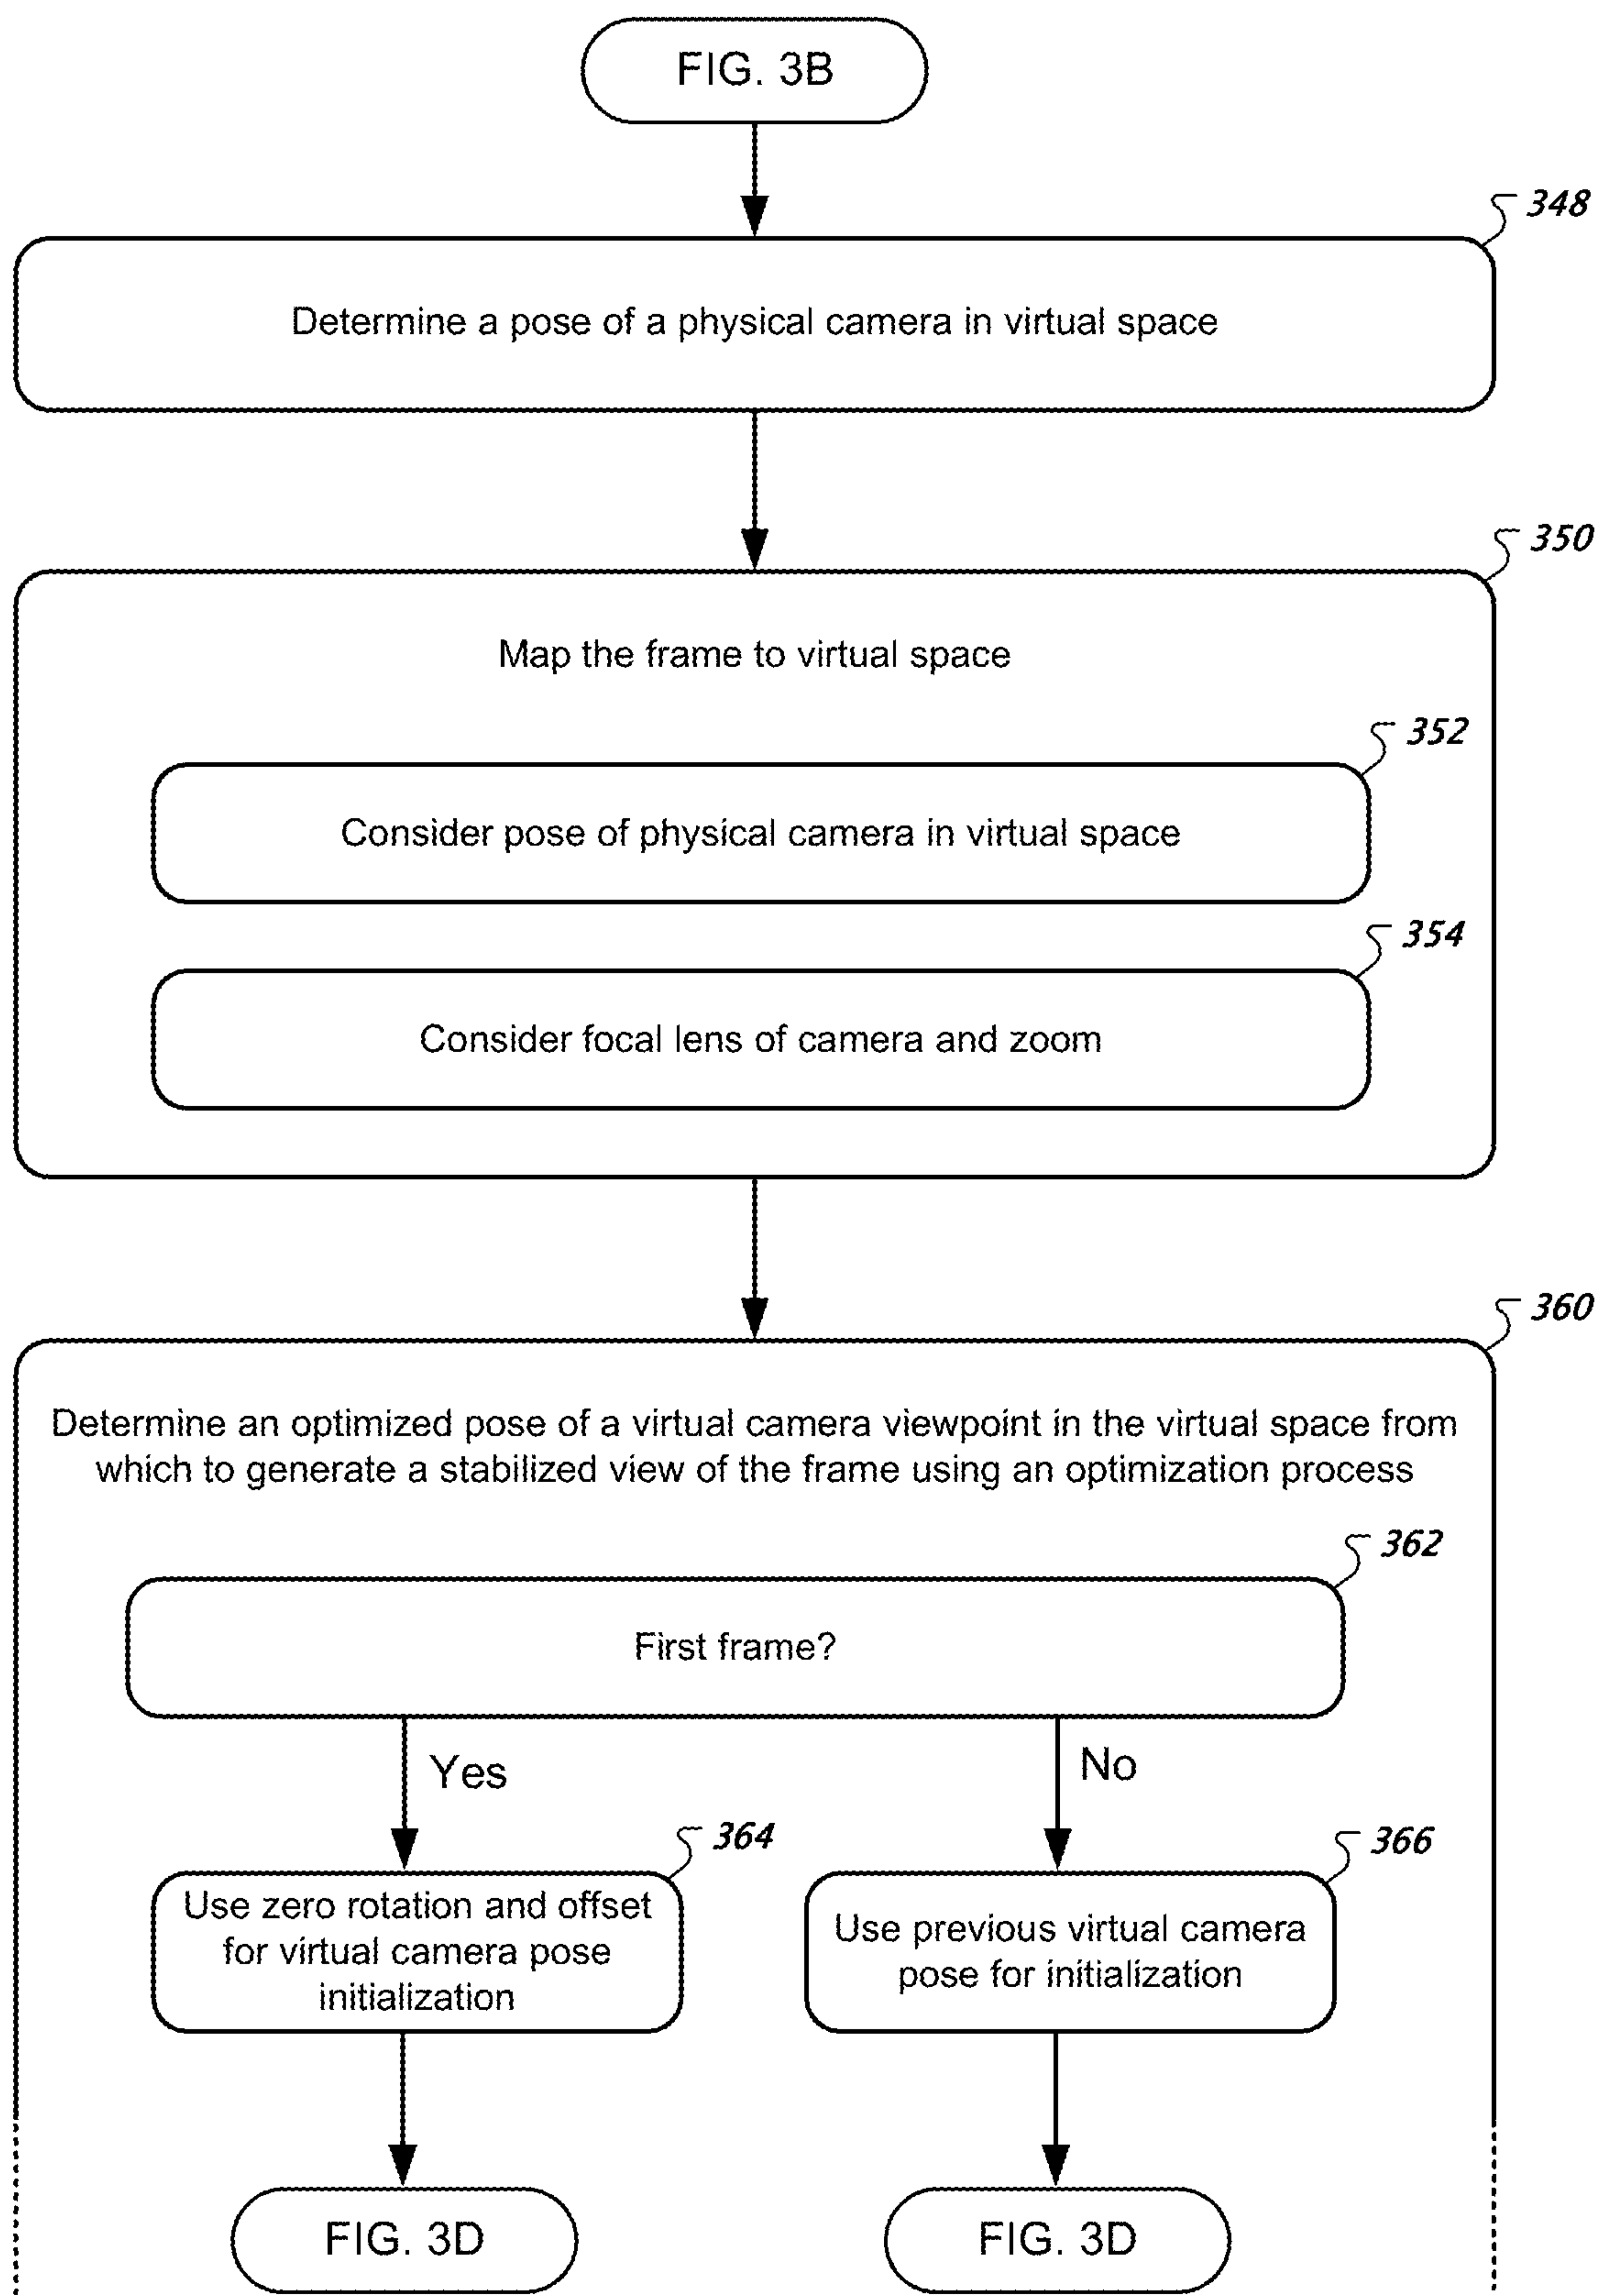 FIG. 3B
348
Determine a pose of a physical camera in virtual space
350
Map the frame to virtual space
352
Consider pose of physical camera in virtual space
354
Consider focal lens of camera and zoom
360
Determine an optimized pose of a virtual camera viewpoint in the virtual space from
which to generate a stabilized view of the frame using an optimization process
362
First frame?
Yes
No
364
Use zero rotation and offset
for virtual camera pose
initialization
366
Use previous virtual camera
pose for initialization
FIG. 3D
FIG. 3D